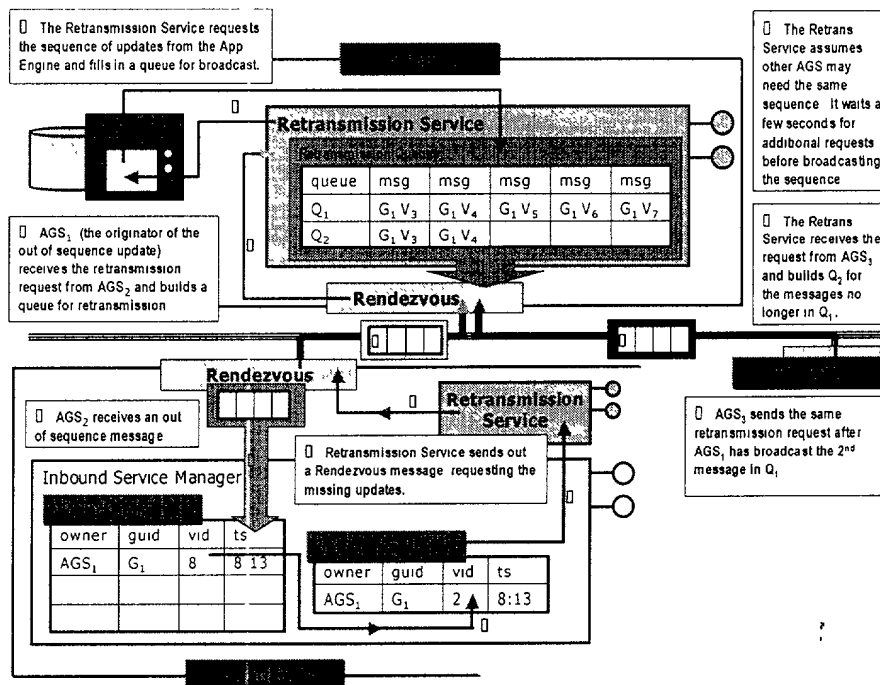 The Retransmission Service requests
the sequence of updates from the App
Engine and fills in a queue for broadcast.
The Retrans
Service assumes
other AGS may
need the same
sequence It waits a
few seconds for
additional requests
before broadcasting
the sequence
Retransmission Service
queue msg msg msg msg msg
Q1 G1 V3 G1 V4 G1 V5 G1 V6 G1 V7
Q2 G1 V3 G1 V4
AGS1 (the originator of the
out of sequence update)
receives the retransmission
request from AGS2 and builds a
queue for retransmission
The Retrans
Service receives the
request from AGS3
and builds Q2 for
the messages no
longer in Q1.
Rendezvous
Rendezvous
Retransmission
Service
AGS2 receives an out
of sequence message
Retransmission Service sends out
a Rendezvous message requesting the
missing updates.
AGS3 sends the same
retransmission request after
AGS1 has broadcast the 2nd
message in Q1
Inbound Service Manager
owner guid vid ts
AGS1 G1 8 8 13
owner guid vid ts
AGS1 G1 2 8:13